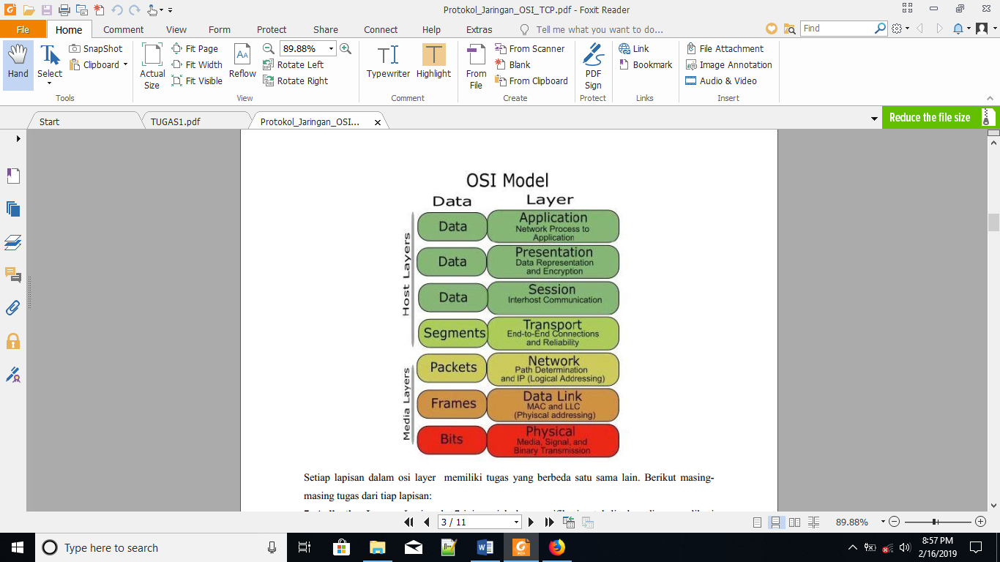 Protokol_Jaringan_OSI_TCP.pdf - Foxit Reader
File Home Comment View Form Protect Share Connect Help Extras Tell me what you want to do... Find
Hand
Select
SnapShot
Clipboard
Tools
Actual Size
Fit Page
Fit Width
Fit Visible
Reflow
89.88%
Rotate Left
Rotate Right
View
Typewriter
Highlight
Comment
From File
From Scanner
Blank
From Clipboard
Create
PDF Sign
Protect
Link
Bookmark
Links
File Attachment
Image Annotation
Audio & Video
Insert
Start TUGAS1.pdf Protokol_Jaringan_OSI... Reduce the file size
OSI Model
Data Layer
Host Layers
Data Application
Network Process to
Application
Data Presentation
Data Representation
and Encryption
Data Session
Interhost Communication
Segments Transport
End-to-End Connections
and Reliability
Media Layers
Packets Network
Path Determination
and IP (Logical Addressing)
Frames Data Link
MAC and LLC
(Phyiscal addressing)
Bits Physical
Media, Signal, and
Binary Transmission
Setiap lapisan dalam osi layer memiliki tugas yang berbeda satu sama lain. Berikut masing-
masing tugas dari tiap lapisan:
3 / 11 89.88%
Type here to search
8:57 PM
2/16/2019